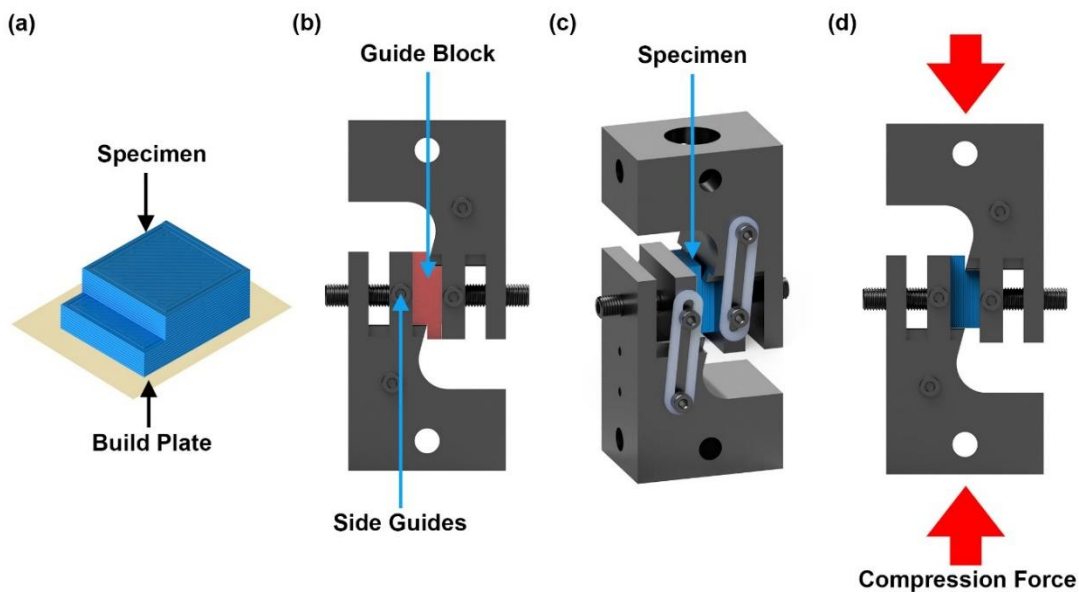 (a)
(b)
(c)
(d)
Guide Block
Specimen
Specimen
Build Plate
Side Guides
Compression Force